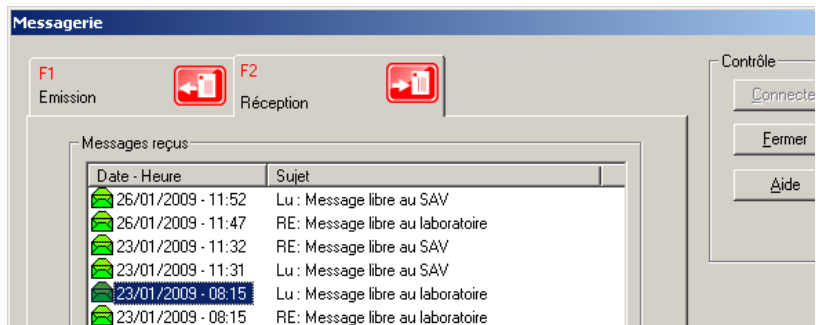 Messagerie
F1
Emission
F2
Réception
Contrôle
Connecte
Fermer
Aide
Messages reçus
Date - Heure Sujet
26/01/2009 - 11:52 Lu : Message libre au SAV
26/01/2009 - 11:47 RE: Message libre au laboratoire
23/01/2009 - 11:32 RE: Message libre au SAV
23/01/2009 - 11:31 Lu : Message libre au SAV
23/01/2009 - 08:15 Lu : Message libre au laboratoire
23/01/2009 - 08:15 RE: Message libre au laboratoire